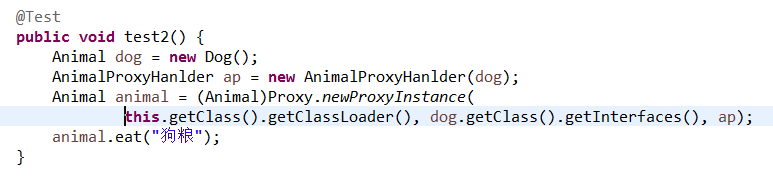 @Test
public void test2() {
Animal dog = new Dog();
AnimalProxyHanlder ap = new AnimalProxyHanlder(dog);
Animal animal = (Animal)Proxy.newProxyInstance(
this.getClass().getClassLoader(), dog.getClass().getInterfaces(), ap);
animal.eat("狗粮");
}